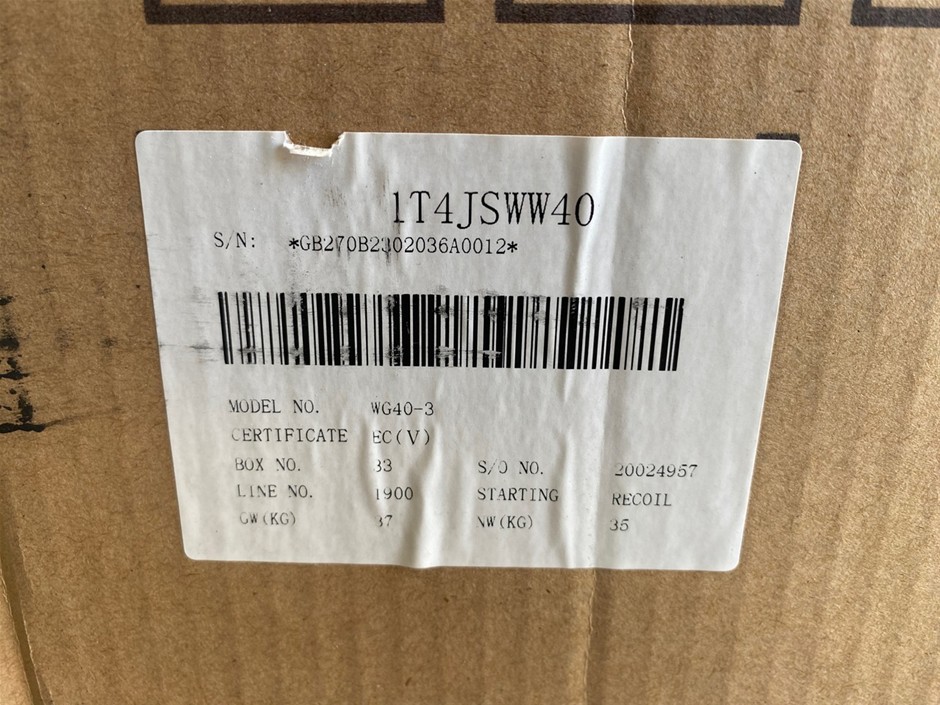 1T4JSWW40
S/N: *GB270B2302036A0012*
MODEL NO. WG40-3
CERTIFICATE EC(V)
BOX NO. 33 S/O NO. 20024957
LINE NO. 1900 STARTING RECOIL
GW(KG) 37 NW(KG) 35